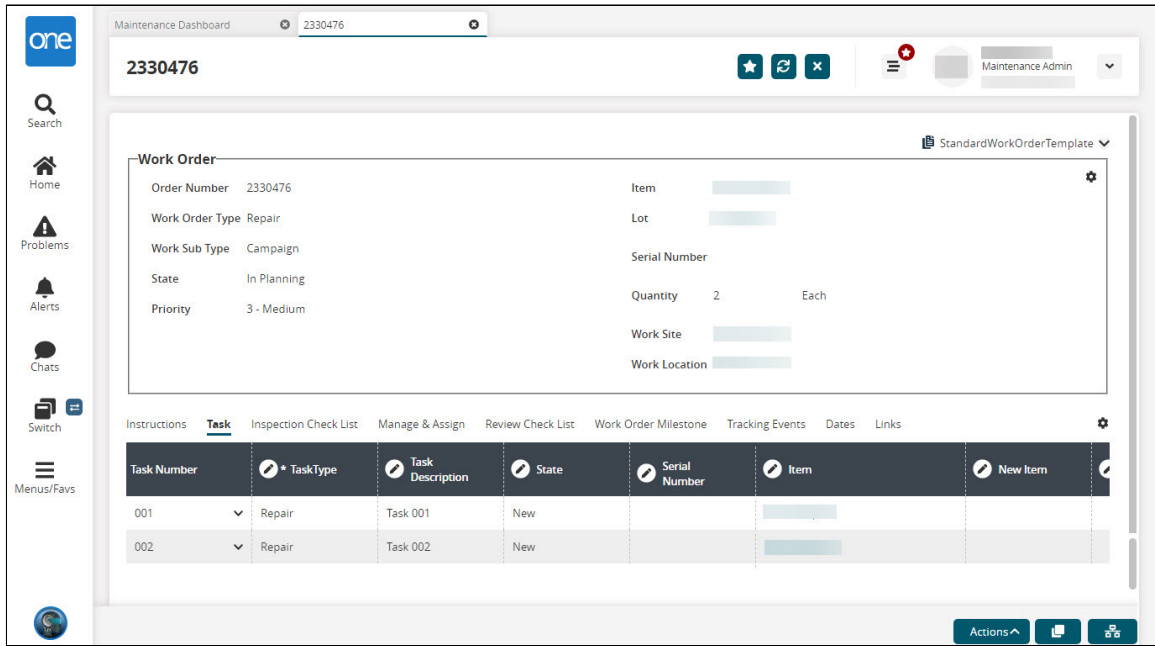 one
Maintenance Dashboard 2330476
2330476
Maintenance Admin
Search
Home
Problems
Alerts
Chats
Switch
Menus/Favs
StandardWorkOrderTemplate
Work Order
Order Number 2330476
Work Order Type Repair
Work Sub Type Campaign
State In Planning
Priority 3 - Medium
Item
Lot
Serial Number
Quantity 2 Each
Work Site
Work Location
Instructions Task Inspection Check List Manage & Assign Review Check List Work Order Milestone Tracking Events Dates Links
Task Number * TaskType Task Description State Serial Number Item New Item
001 Repair Task 001 New
002 Repair Task 002 New
Actions